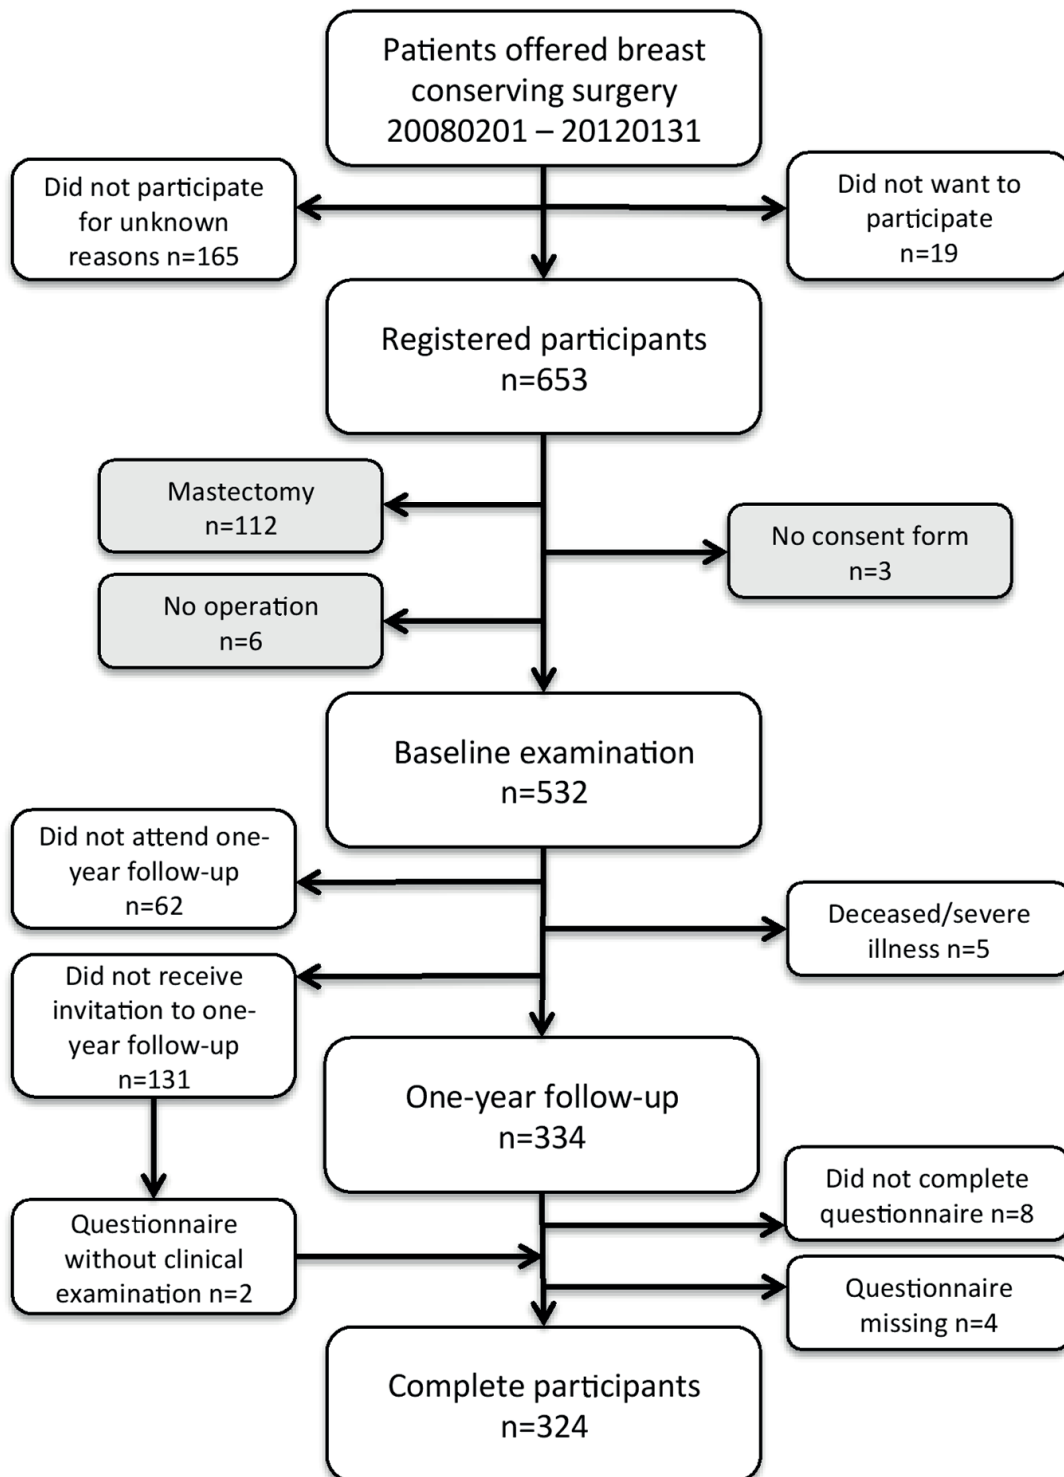 Patients offered breast
conserving surgery
20080201 – 20120131
Did not participate
for unknown
reasons n=165
Did not want to
participate
n=19
Registered participants
n=653
Mastectomy
n=112
No consent form
n=3
No operation
n=6
Baseline examination
n=532
Did not attend one-
year follow-up
n=62
Deceased/severe
illness n=5
Did not receive
invitation to one-
year follow-up
n=131
One-year follow-up
n=334
Did not complete
questionnaire n=8
Questionnaire
without clinical
examination n=2
Questionnaire
missing n=4
Complete participants
n=324